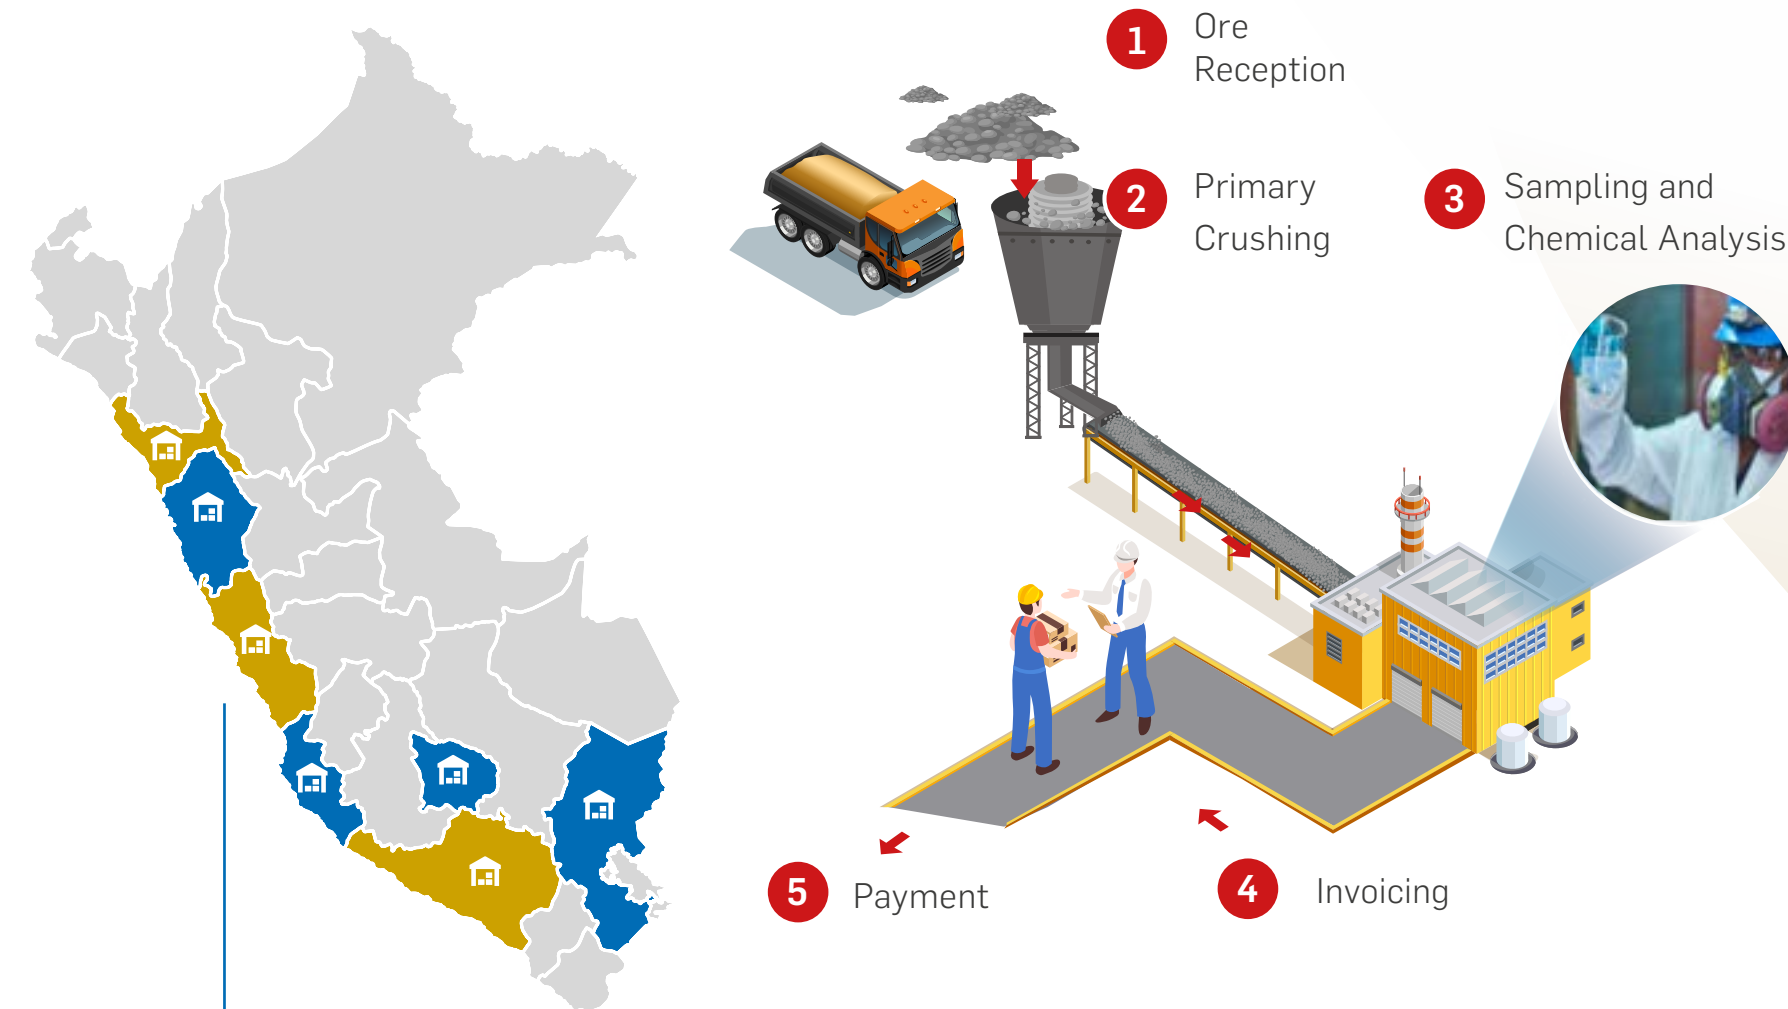 1
Ore
Reception
2
Primary
Crushing
3
Sampling and
Chemical Analysis
5
Payment
4
Invoicing